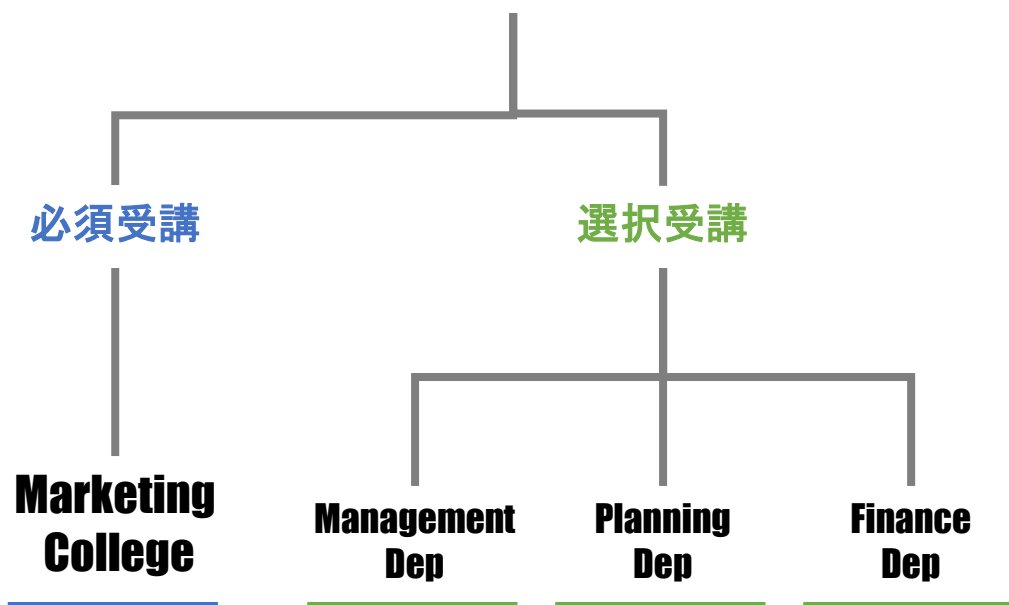 必須受講
選択受講
Marketing
College
Management
Dep
Planning
Dep
Finance
Dep